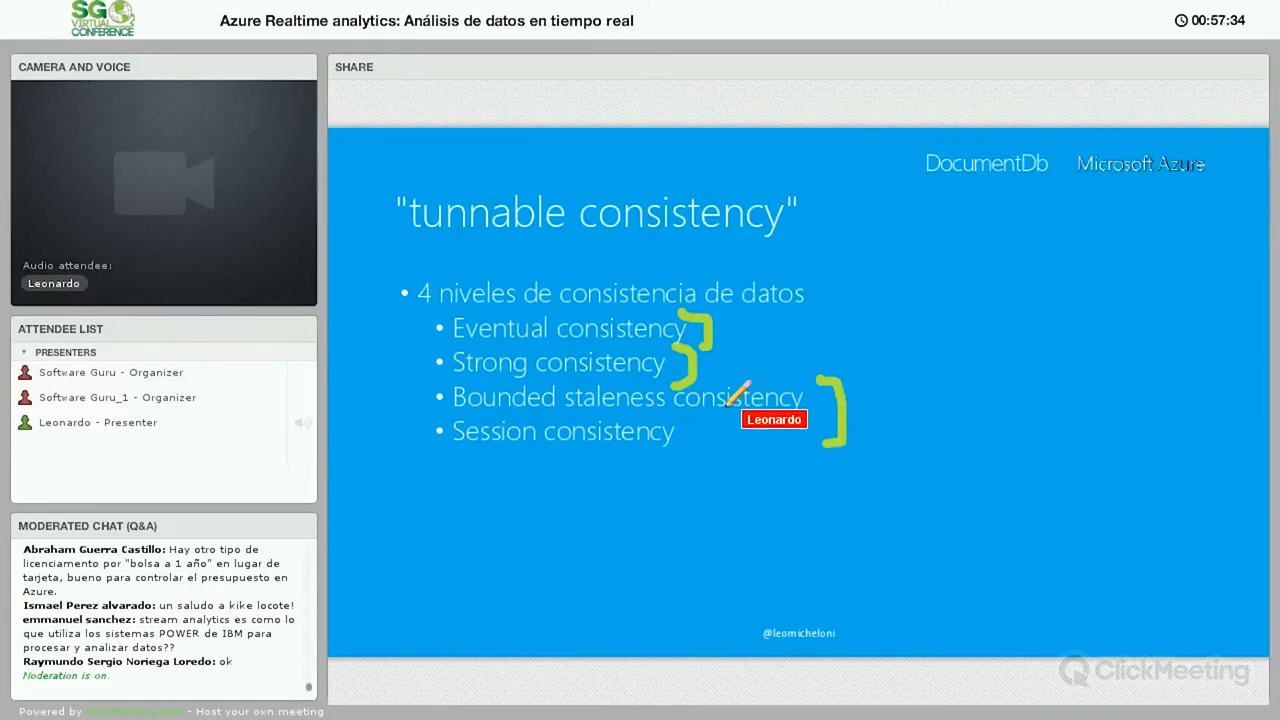 SG
VIRTUAL
CONFERENCE
Azure Realtime analytics: Análisis de datos en tiempo real
00:57:34
CAMERA AND VOICE
Audio attendee:
Leonardo
ATTENDEE LIST
PRESENTERS
Software Guru - Organizer
Software Guru_1 - Organizer
Leonardo - Presenter
MODERATED CHAT (Q&A)
Abraham Guerra Castillo: Hay otro tipo de
licenciamiento por "bolsa a 1 año" en lugar de
tarjeta, bueno para controlar el presupuesto en
Azure.
Ismael Perez alvarado: un saludo a kike locote!
emmanuel sanchez: stream analytics es como lo
que utiliza los sistemas POWER de IBM para
procesar y analizar datos??
Raymundo Sergio Noriega Loredo: ok
Moderation is on.
SHARE
DocumentDb Microsoft Azure
"tunnable consistency"
• 4 niveles de consistencia de datos
• Eventual consistency
• Strong consistency
• Bounded staleness consistency
Leonardo
• Session consistency
@leomicheloni
ClickMeeting
Powered by ClickMeeting.com - Host your own meeting